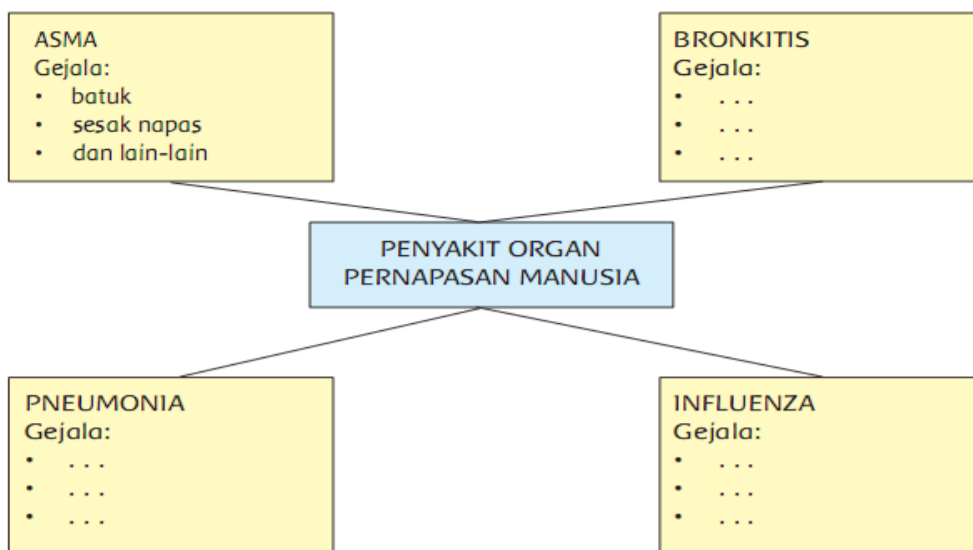 ASMA
Gejala:
• batuk
• sesak napas
• dan lain-lain
BRONKITIS
Gejala:
• . . .
• . . .
• . . .
PENYAKIT ORGAN
PERNAPASAN MANUSIA
PNEUMONIA
Gejala:
• . . .
• . . .
• . . .
INFLUENZA
Gejala:
• . . .
• . . .
• . . .